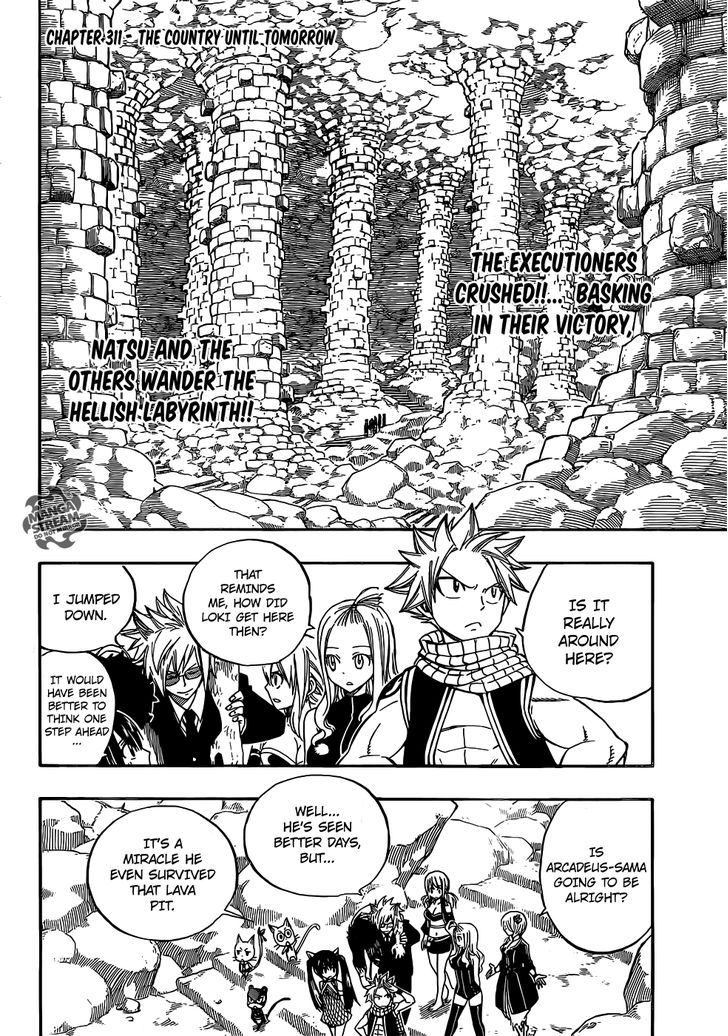 CHAPTER 311 - THE COUNTRY UNTIL TOMORROW
THE EXECUTIONERS
CRUSHED!!... BASKING
IN THEIR VICTORY,
NATSU AND THE
OTHERS WANDER THE
HELLISH LABYRINTH!!
MANGA
STREAM
IS IT
REALLY
AROUND
HERE?
THAT
REMINDS
ME, HOW DID
LOKI GET HERE
THEN?
I JUMPED
DOWN.
IT WOULD
HAVE BEEN
BETTER TO
THINK ONE
STEP AHEAD
...
IS
ARCADEUS-SAMA
GOING TO BE
ALRIGHT?
WELL...
HE'S SEEN
BETTER DAYS,
BUT...
IT'S A
MIRACLE HE
EVEN SURVIVED
THAT LAVA
PIT.